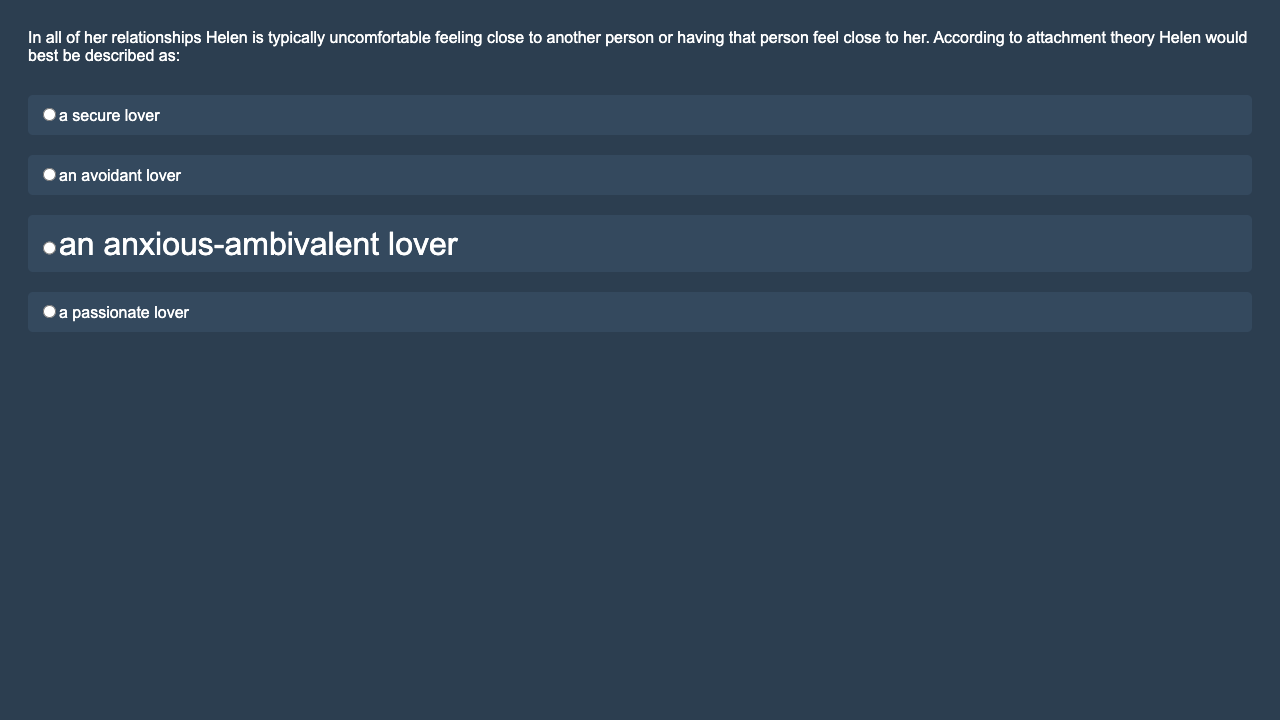 In all of her relationships Helen is typically uncomfortable feeling close to another person or having that person feel close to her. According to attachment theory Helen would
best be described as:
a secure lover
an avoidant lover
an anxious-ambivalent lover
a passionate lover